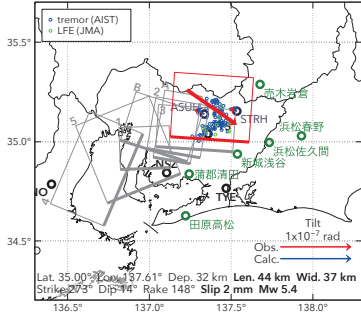 tremor (AIST)
LFE (JMA)
35.5°
35.0°
34.5°
136.5°
137.0°
137.5°
138.0°
B
2
3
5
1
4
ASUH
STRH
NSZ
TYE
NO
赤木岩倉
浜松春野
浜松佐久間
新城浅谷
蒲郡清田
田原高松
Tilt
1x10⁻⁷ rad
Obs.
Calc.
Lat. 35.00° Lon. 137.61° Dep. 32 km Len. 44 km Wid. 37 km
Strike 273° Dip 14° Rake 148° Slip 2 mm Mw 5.4